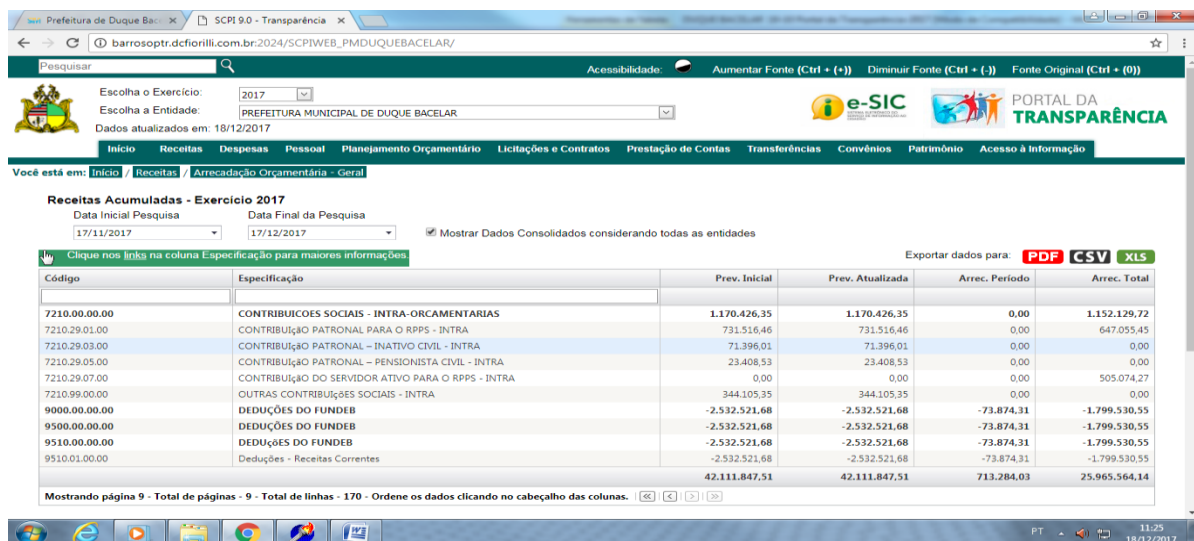 Prefeitura de Duque Bace
SCPI 9.0 - Transparência
barrosoptr.dcfiorilli.com.br:2024/SCPIWEB_PMDUQUEBACELAR/
Pesquisar
Acessibilidade: Aumentar Fonte (Ctrl + (+)) Diminuir Fonte (Ctrl + (-)) Fonte Original (Ctrl + (0))
Escolha o Exercício: 2017
Escolha a Entidade: PREFEITURA MUNICIPAL DE DUQUE BACELAR
Dados atualizados em: 18/12/2017
e-SIC
PORTAL DA
TRANSPARÊNCIA
Início Receitas Despesas Pessoal Planejamento Orçamentário Licitações e Contratos Prestação de Contas Transferências Convênios Patrimônio Acesso à Informação
Você está em: Início / Receitas / Arrecadação Orçamentária - Geral
Receitas Acumuladas - Exercício 2017
Data Inicial Pesquisa Data Final da Pesquisa
17/11/2017 17/12/2017 Mostrar Dados Consolidados considerando todas as entidades
Clique nos links na coluna Especificação para maiores informações.
Exportar dados para: PDF CSV XLS
Código Especificação Prev. Inicial Prev. Atualizada Arrec. Período Arrec. Total
7210.00.00.00 CONTRIBUICOES SOCIAIS - INTRA-ORCAMENTARIAS 1.170.426,35 1.170.426,35 0,00 1.152.129,72
7210.29.01.00 CONTRIBUIçãO PATRONAL PARA O RPPS - INTRA 731.516,46 731.516,46 0,00 647.055,45
7210.29.03.00 CONTRIBUIçãO PATRONAL – INATIVO CIVIL - INTRA 71.396,01 71.396,01 0,00 0,00
7210.29.05.00 CONTRIBUIçãO PATRONAL – PENSIONISTA CIVIL - INTRA 23.408,53 23.408,53 0,00 0,00
7210.29.07.00 CONTRIBUIçãO DO SERVIDOR ATIVO PARA O RPPS - INTRA 0,00 0,00 0,00 505.074,27
7210.99.00.00 OUTRAS CONTRIBUIçõES SOCIAIS - INTRA 344.105,35 344.105,35 0,00 0,00
9000.00.00.00 DEDUÇÕES DO FUNDEB -2.532.521,68 -2.532.521,68 -73.874,31 -1.799.530,55
9500.00.00.00 DEDUÇÕES DO FUNDEB -2.532.521,68 -2.532.521,68 -73.874,31 -1.799.530,55
9510.00.00.00 DEDUçõES DO FUNDEB -2.532.521,68 -2.532.521,68 -73.874,31 -1.799.530,55
9510.01.00.00 Deduções - Receitas Correntes -2.532.521,68 -2.532.521,68 -73.874,31 -1.799.530,55
42.111.847,51 42.111.847,51 713.284,03 25.965.564,14
Mostrando página 9 - Total de páginas - 9 - Total de linhas - 170 - Ordene os dados clicando no cabeçalho das colunas.
PT 11:25
18/12/2017